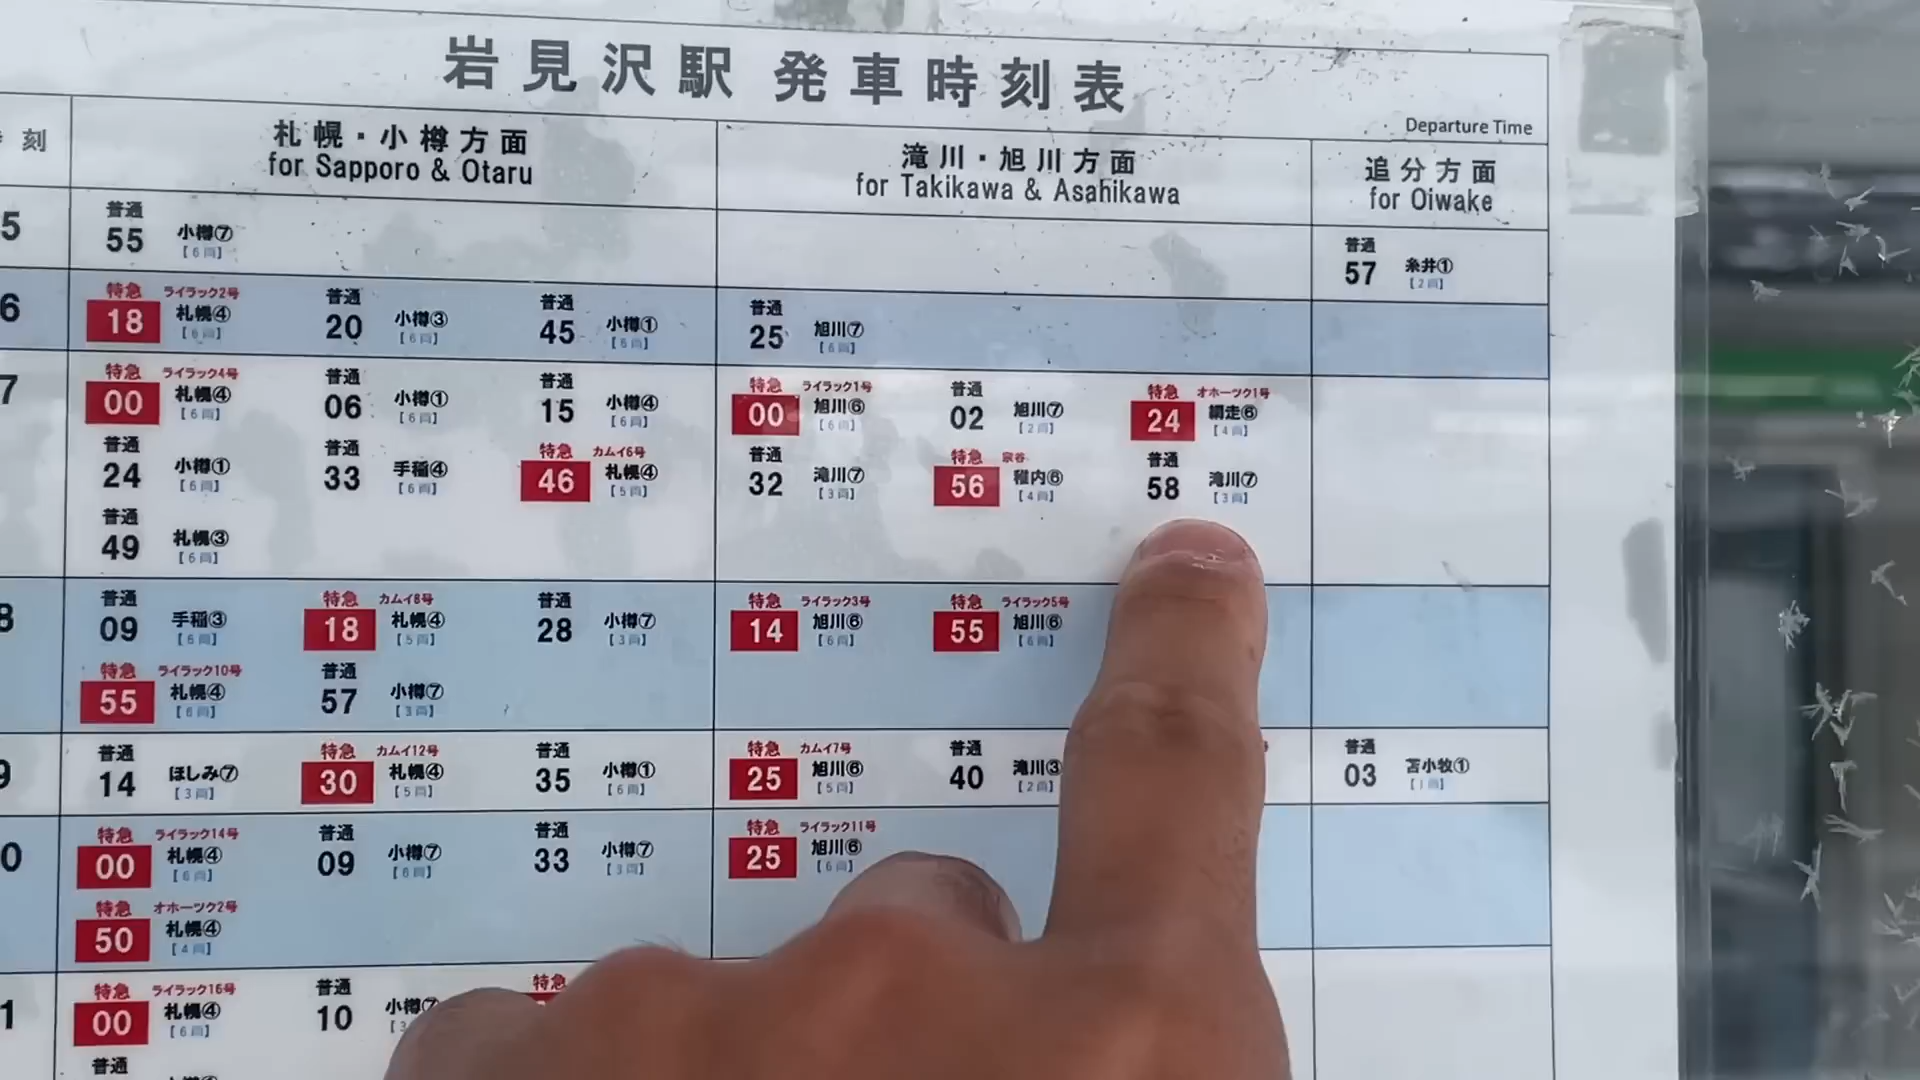 岩見沢駅 発車時刻表
Departure Time
刻
札幌・小樽方面
for Sapporo & Otaru
滝川・旭川方面
for Takikawa & Asahikawa
追分方面
for Oiwake
5
普通
55 小樽⑦
[6両]
普通
57 糸井①
[2両]
6
特急 ライラック2号
18 札幌④
[6両]
普通
20 小樽③
[6両]
普通
45 小樽①
[6両]
普通
25 旭川⑦
[6両]
7
特急 ライラック4号
00 札幌④
[6両]
普通
06 小樽①
[6両]
普通
15 小樽④
[6両]
普通
24 小樽①
[6両]
普通
33 手稲④
[6両]
特急 カムイ6号
46 札幌④
[5両]
普通
49 札幌③
[6両]
特急 ライラック1号
00 旭川⑥
[6両]
普通
02 旭川⑦
[2両]
特急 オホーツク1号
24 網走⑥
[4両]
普通
32 滝川⑦
[3両]
特急 宗谷
56 稚内⑥
[4両]
普通
58 滝川⑦
[3両]
8
普通
09 手稲③
[6両]
特急 カムイ8号
18 札幌④
[5両]
普通
28 小樽⑦
[3両]
特急 ライラック10号
55 札幌④
[6両]
普通
57 小樽⑦
[3両]
特急 ライラック3号
14 旭川⑥
[6両]
特急 ライラック5号
55 旭川⑥
[6両]
9
普通
14 ほしみ⑦
[3両]
特急 カムイ12号
30 札幌④
[5両]
普通
35 小樽①
[6両]
特急 カムイ7号
25 旭川⑥
[5両]
普通
40 滝川③
[2両]
普通
03 苫小牧①
[1両]
0
特急 ライラック14号
00 札幌④
[6両]
普通
09 小樽⑦
[6両]
普通
33 小樽⑦
[3両]
特急 オホーツク2号
50 札幌④
[4両]
特急 ライラック11号
25 旭川⑥
[6両]
1
特急 ライラック16号
00 札幌④
[6両]
普通
10 小樽⑦
[3
特急
普通